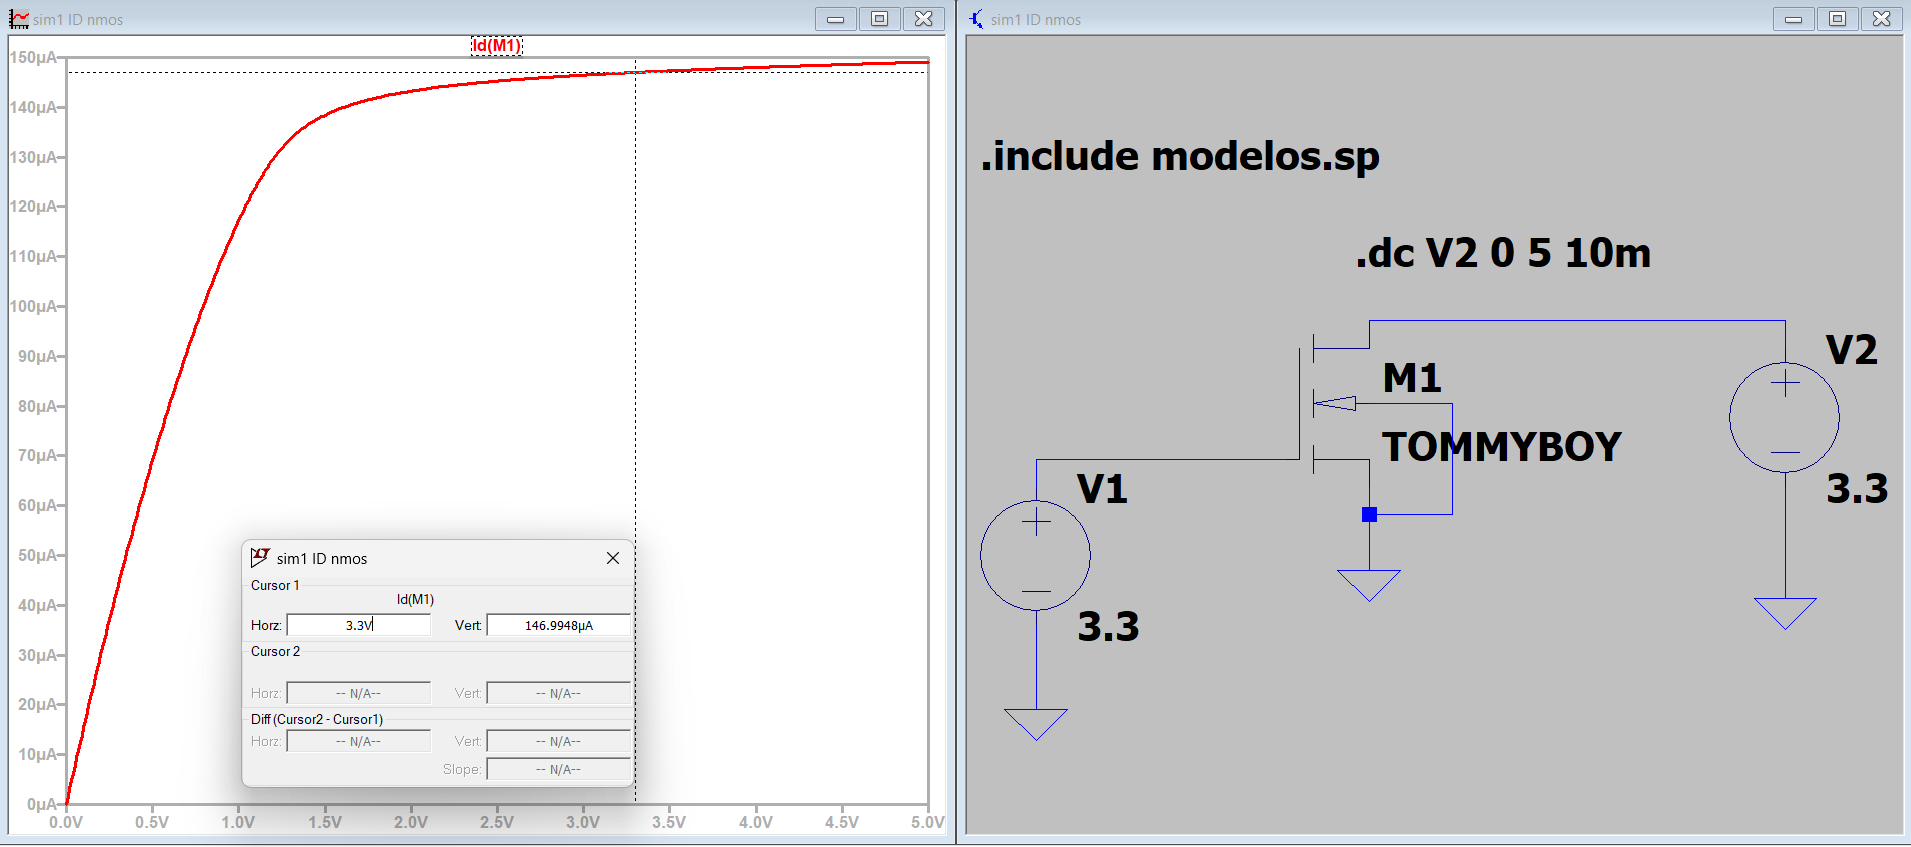 sim1 ID nmos
Id(M1)
150µA
140µA
130µA
120µA
110µA
100µA
90µA
80µA
70µA
60µA
50µA
40µA
30µA
20µA
10µA
0µA
0.0V 0.5V 1.0V 1.5V 2.0V 2.5V 3.0V 3.5V 4.0V 4.5V 5.0V
sim1 ID nmos
Cursor 1
Id(M1)
Horz: 3.3V Vert: 146.9948µA
Cursor 2
Horz: -- N/A-- Vert: -- N/A--
Diff (Cursor2 - Cursor1)
Horz: -- N/A-- Vert: -- N/A--
Slope: -- N/A--
sim1 ID nmos
.include modelos.sp
.dc V2 0 5 10m
M1
TOMMYBOY
V1
3.3
V2
3.3